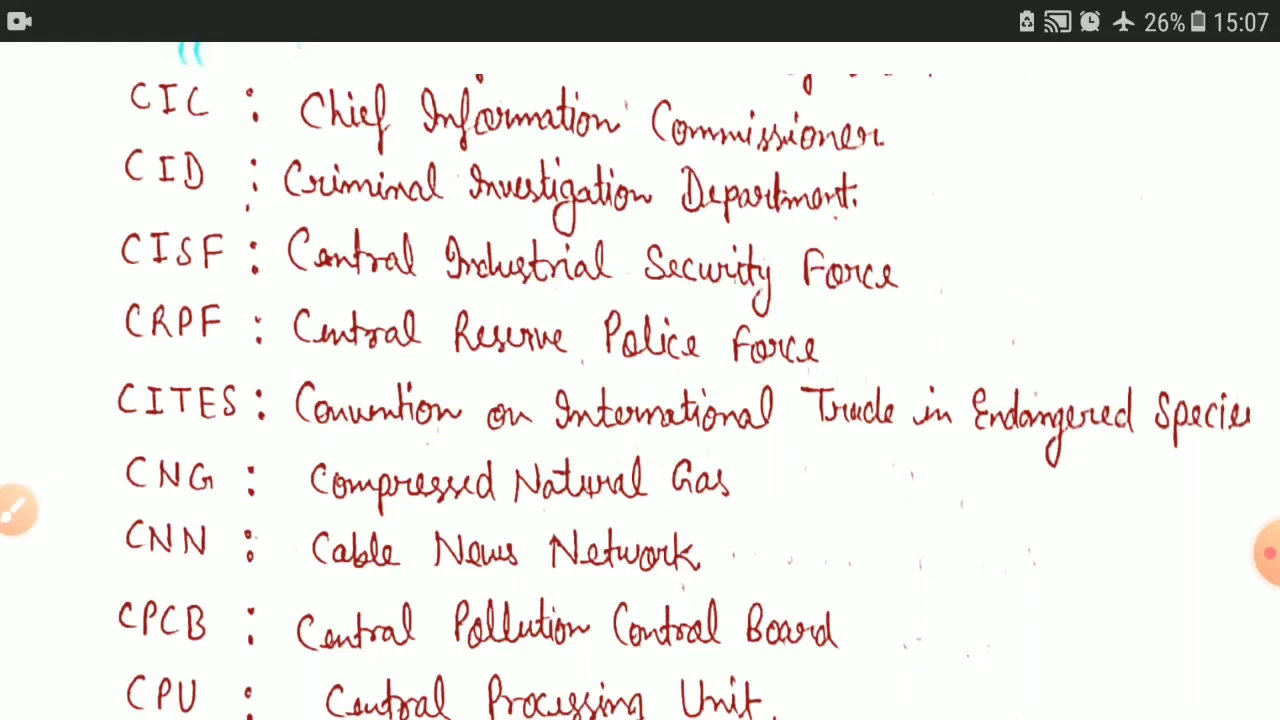 26% 15:07
CIC : Chief Information Commissioner
CID : Criminal Investigation Department.
CISF : Central Industrial Security Force
CRPF : Central Reserve Police Force
CITES : Convention on International Trade in Endangered Species
CNG : Compressed Natural Gas
CNN : Cable News Network
CPCB : Central Pollution Control Board
CPU : Central Processing Unit.